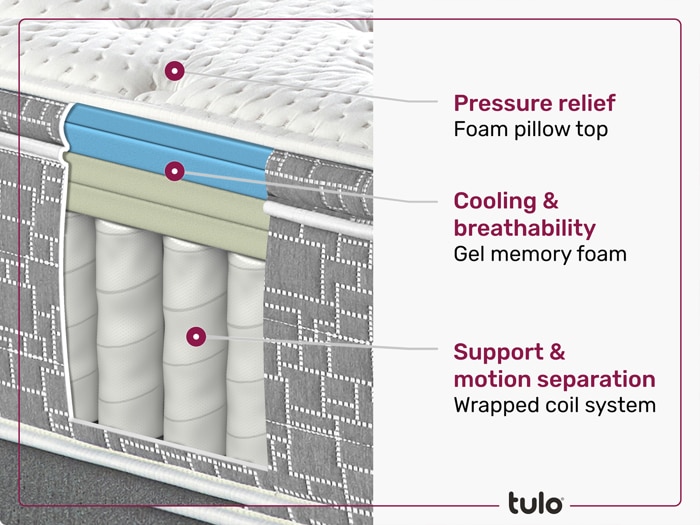 Pressure relief
Foam pillow top
Cooling &
breathability
Gel memory foam
Support &
motion separation
Wrapped coil system
tulo